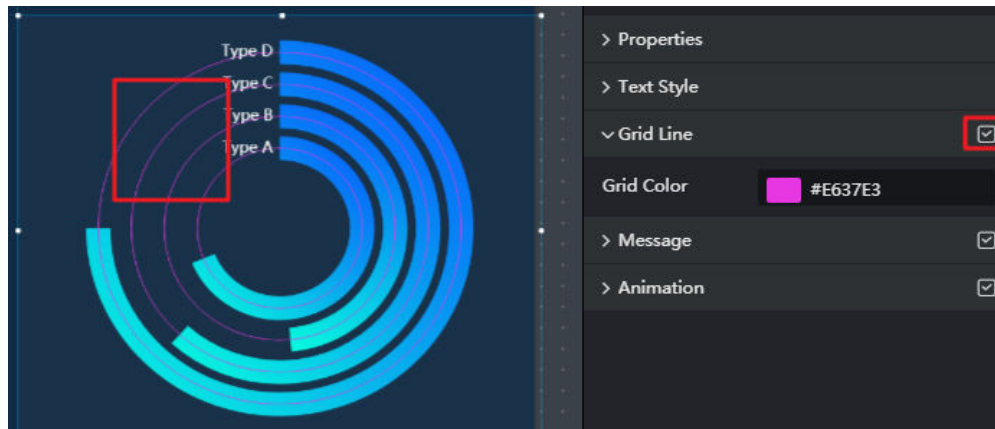 Type D
Type C
Type B
Type A
Properties
Text Style
Grid Line
Grid Color #E637E3
Message
Animation